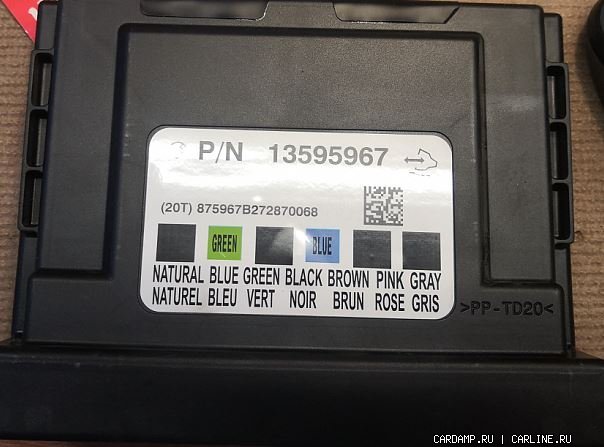 P/N 13595967
(20T) 875967B272870068
GREEN BLUE
NATURAL BLUE GREEN BLACK BROWN PINK GRAY
NATUREL BLEU VERT NOIR BRUN ROSE GRIS
>PP-TD20<
CARDAMP.RU | CARLINE.RU